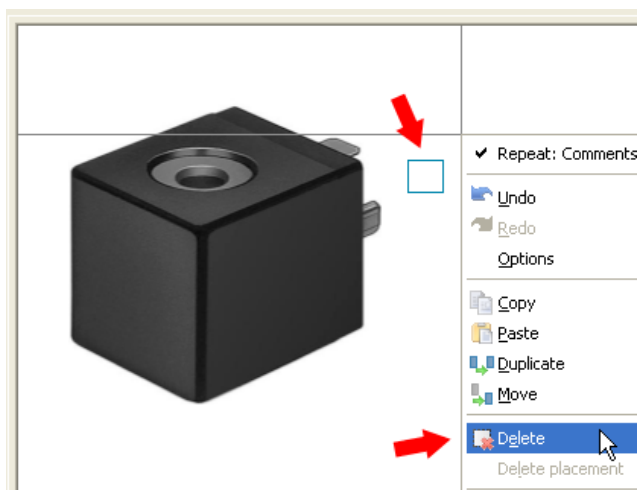 Repeat: Comments
Undo
Redo
Options
Copy
Paste
Duplicate
Move
Delete
Delete placement